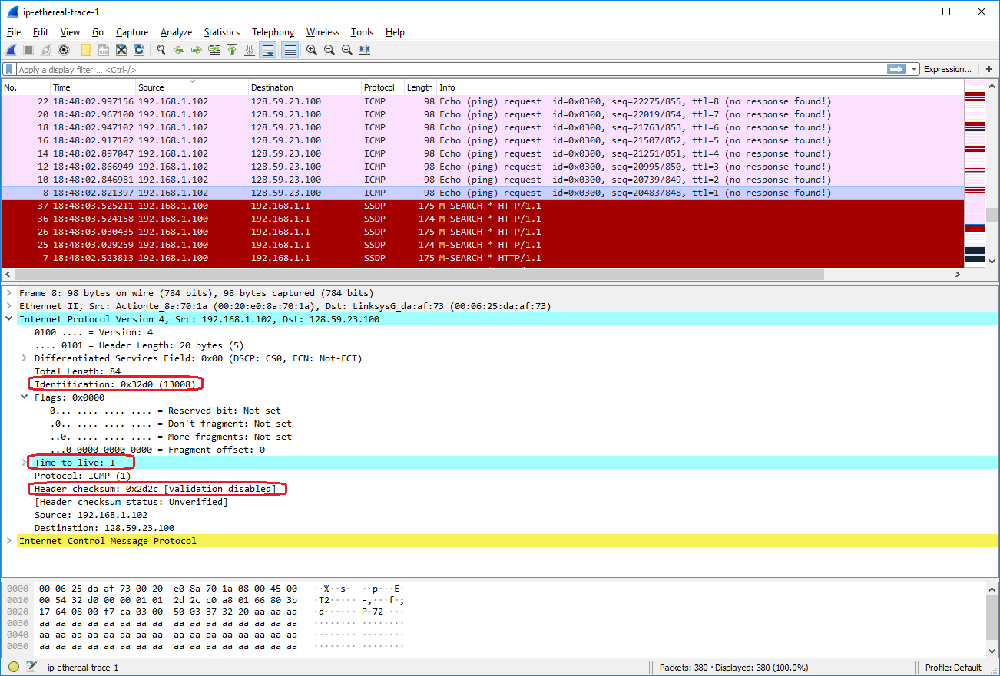 ip-ethereal-trace-1
File Edit View Go Capture Analyze Statistics Telephony Wireless Tools Help
Apply a display filter ... <Ctrl-/> Expression... +
No. Time Source Destination Protocol Length Info
22 18:48:02.997156 192.168.1.102 128.59.23.100 ICMP 98 Echo (ping) request id=0x0300, seq=22275/855, ttl=8 (no response found!)
20 18:48:02.967100 192.168.1.102 128.59.23.100 ICMP 98 Echo (ping) request id=0x0300, seq=22019/854, ttl=7 (no response found!)
18 18:48:02.947102 192.168.1.102 128.59.23.100 ICMP 98 Echo (ping) request id=0x0300, seq=21763/853, ttl=6 (no response found!)
16 18:48:02.917102 192.168.1.102 128.59.23.100 ICMP 98 Echo (ping) request id=0x0300, seq=21507/852, ttl=5 (no response found!)
14 18:48:02.897047 192.168.1.102 128.59.23.100 ICMP 98 Echo (ping) request id=0x0300, seq=21251/851, ttl=4 (no response found!)
12 18:48:02.866949 192.168.1.102 128.59.23.100 ICMP 98 Echo (ping) request id=0x0300, seq=20995/850, ttl=3 (no response found!)
10 18:48:02.846981 192.168.1.102 128.59.23.100 ICMP 98 Echo (ping) request id=0x0300, seq=20739/849, ttl=2 (no response found!)
8 18:48:02.821397 192.168.1.102 128.59.23.100 ICMP 98 Echo (ping) request id=0x0300, seq=20483/848, ttl=1 (no response found!)
37 18:48:03.525211 192.168.1.100 192.168.1.1 SSDP 175 M-SEARCH * HTTP/1.1
36 18:48:03.524158 192.168.1.100 192.168.1.1 SSDP 174 M-SEARCH * HTTP/1.1
26 18:48:03.030435 192.168.1.100 192.168.1.1 SSDP 175 M-SEARCH * HTTP/1.1
25 18:48:03.029259 192.168.1.100 192.168.1.1 SSDP 174 M-SEARCH * HTTP/1.1
7 18:48:02.523813 192.168.1.100 192.168.1.1 SSDP 175 M-SEARCH * HTTP/1.1
Frame 8: 98 bytes on wire (784 bits), 98 bytes captured (784 bits)
Ethernet II, Src: Actionte_8a:70:1a (00:20:e0:8a:70:1a), Dst: LinksysG_da:af:73 (00:06:25:da:af:73)
Internet Protocol Version 4, Src: 192.168.1.102, Dst: 128.59.23.100
0100 .... = Version: 4
.... 0101 = Header Length: 20 bytes (5)
Differentiated Services Field: 0x00 (DSCP: CS0, ECN: Not-ECT)
Total Length: 84
Identification: 0x32d0 (13008)
Flags: 0x0000
0... .... .... .... = Reserved bit: Not set
.0.. .... .... .... = Don't fragment: Not set
..0. .... .... .... = More fragments: Not set
...0 0000 0000 0000 = Fragment offset: 0
Time to live: 1
Protocol: ICMP (1)
Header checksum: 0x2d2c [validation disabled]
[Header checksum status: Unverified]
Source: 192.168.1.102
Destination: 128.59.23.100
Internet Control Message Protocol
0000 00 06 25 da af 73 00 20 e0 8a 70 1a 08 00 45 00 ··%··s· ··p···E·
0010 00 54 32 d0 00 00 01 01 2d 2c c0 a8 01 66 80 3b ·T2····· -,···f·;
0020 17 64 08 00 f7 ca 03 00 50 03 37 32 20 aa aa aa ·d······ P·72 ···
0030 aa aa aa aa aa aa aa aa aa aa aa aa aa aa aa aa ········ ········
0040 aa aa aa aa aa aa aa aa aa aa aa aa aa aa aa aa ········ ········
0050 aa aa aa aa aa aa aa aa aa aa aa aa aa aa aa aa ········ ········
ip-ethereal-trace-1 Packets: 380 · Displayed: 380 (100.0%) Profile: Default